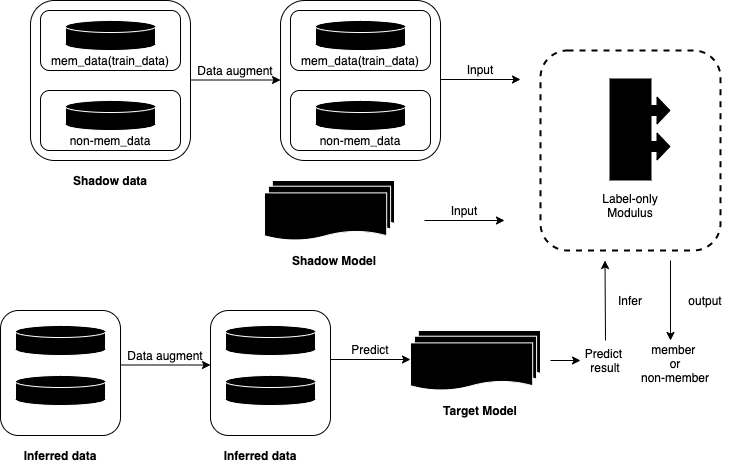 mem_data(train_data)
non-mem_data
Shadow data
Data augment
mem_data(train_data)
non-mem_data
Input
Shadow Model
Input
Label-only
Modulus
Infer
output
Inferred data
Data augment
Inferred data
Predict
Target Model
Predict
result
member
or
non-member